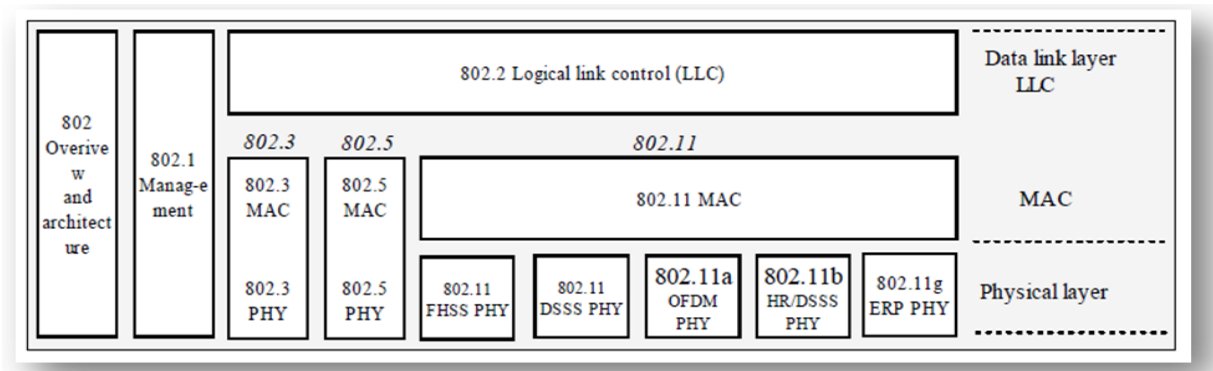 802
Overive
w
and
architect
ure
802.1
Manag-e
ment
802.2 Logical link control (LLC)
Data link layer
LLC
802.3
802.5
802.11
802.3
MAC
802.3
PHY
802.5
MAC
802.5
PHY
802.11 MAC
MAC
802.11
FHSS PHY
802.11
DSSS PHY
802.11a
OFDM
PHY
802.11b
HR/DSSS
PHY
802.11g
ERP PHY
Physical layer